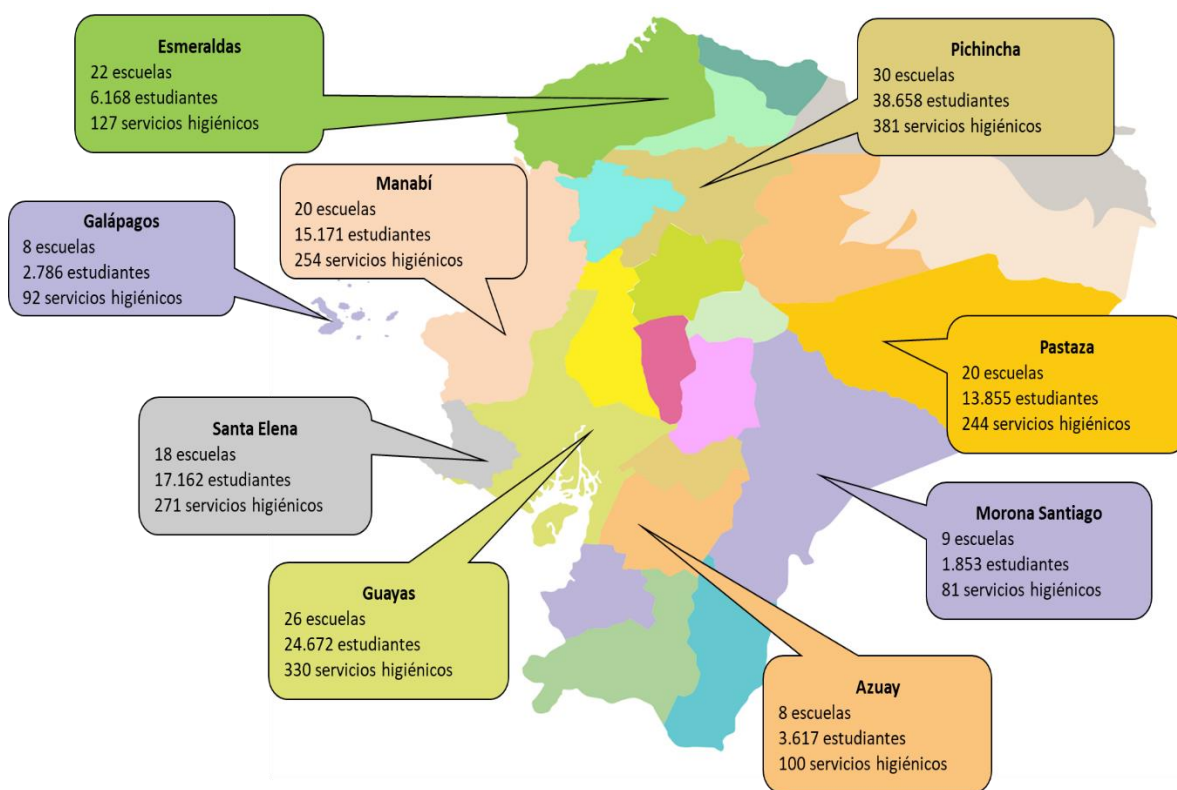 Esmeraldas
22 escuelas
6.168 estudiantes
127 servicios higiénicos
Pichincha
30 escuelas
38.658 estudiantes
381 servicios higiénicos
Manabí
20 escuelas
15.171 estudiantes
254 servicios higiénicos
Galápagos
8 escuelas
2.786 estudiantes
92 servicios higiénicos
Pastaza
20 escuelas
13.855 estudiantes
244 servicios higiénicos
Santa Elena
18 escuelas
17.162 estudiantes
271 servicios higiénicos
Morona Santiago
9 escuelas
1.853 estudiantes
81 servicios higiénicos
Guayas
26 escuelas
24.672 estudiantes
330 servicios higiénicos
Azuay
8 escuelas
3.617 estudiantes
100 servicios higiénicos